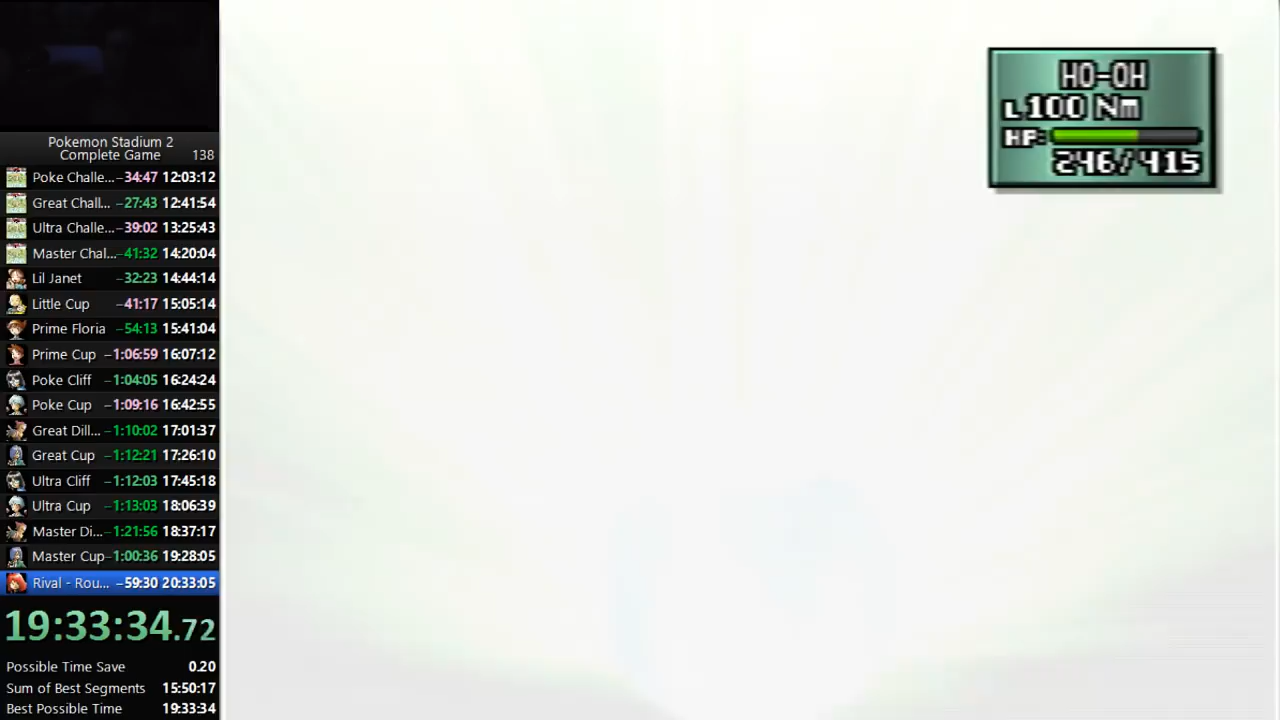 Pokemon Stadium 2
Complete Game 138
Poke Challe... -34:47 12:03:12
Great Chall... -27:43 12:41:54
Ultra Challe... -39:02 13:25:43
Master Chal... -41:32 14:20:04
Lil Janet -32:23 14:44:14
Little Cup -41:17 15:05:14
Prime Floria -54:13 15:41:04
Prime Cup -1:06:59 16:07:12
Poke Cliff -1:04:05 16:24:24
Poke Cup -1:09:16 16:42:55
Great Dill... -1:10:02 17:01:37
Great Cup -1:12:21 17:26:10
Ultra Cliff -1:12:03 17:45:18
Ultra Cup -1:13:03 18:06:39
Master Di... -1:21:56 18:37:17
Master Cup -1:00:36 19:28:05
Rival - Rou... -59:30 20:33:05
19:33:34.72
Possible Time Save 0.20
Sum of Best Segments 15:50:17
Best Possible Time 19:33:34
HO-OH
L100 Nm
HP:
246/415